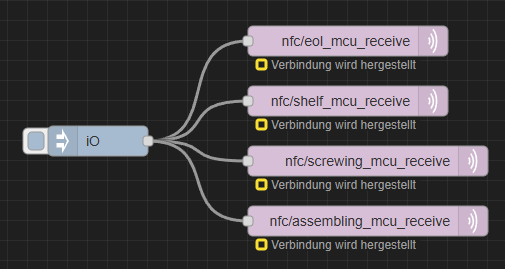 nfc/eol_mcu_receive
Verbindung wird hergestellt
nfc/shelf_mcu_receive
Verbindung wird hergestellt
iO
nfc/screwing_mcu_receive
Verbindung wird hergestellt
nfc/assembling_mcu_receive
Verbindung wird hergestellt